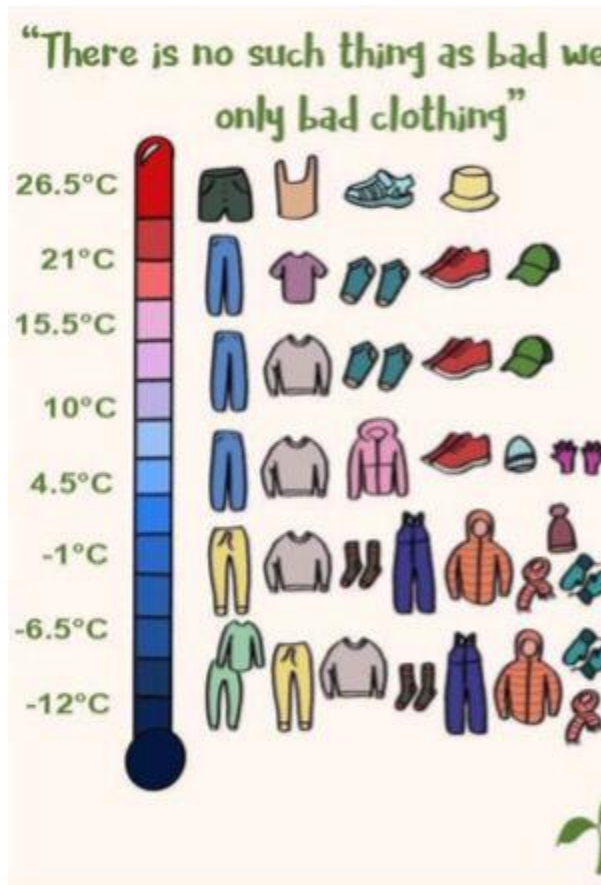 “There is no such thing as bad we
only bad clothing”
26.5°C
21°C
15.5°C
10°C
4.5°C
-1°C
-6.5°C
-12°C